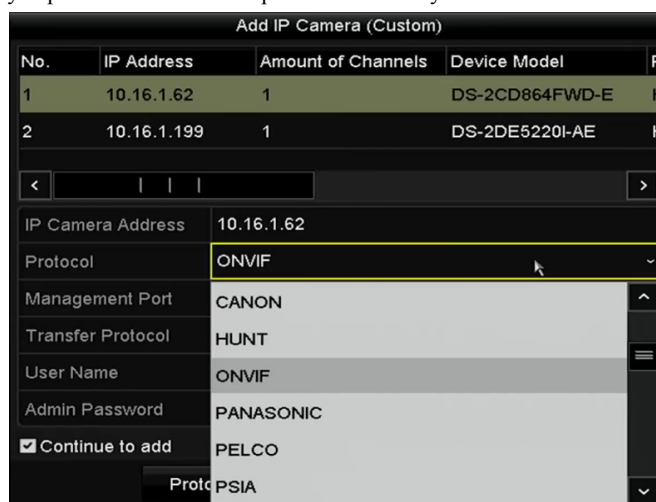 Add IP Camera (Custom)
No. IP Address Amount of Channels Device Model
1 10.16.1.62 1 DS-2CD864FWD-E
2 10.16.1.199 1 DS-2DE5220I-AE
IP Camera Address 10.16.1.62
Protocol ONVIF
Management Port CANON
Transfer Protocol HUNT
User Name ONVIF
Admin Password PANASONIC
Continue to add PELCO
Proto PSIA